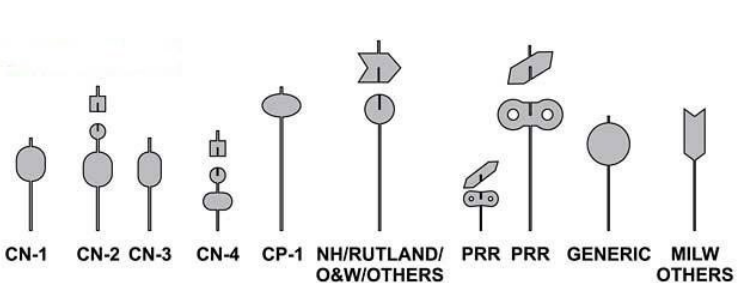 CN-1 CN-2 CN-3 CN-4 CP-1 NH/RUTLAND/ PRR PRR GENERIC MILW
O&W/OTHERS OTHERS